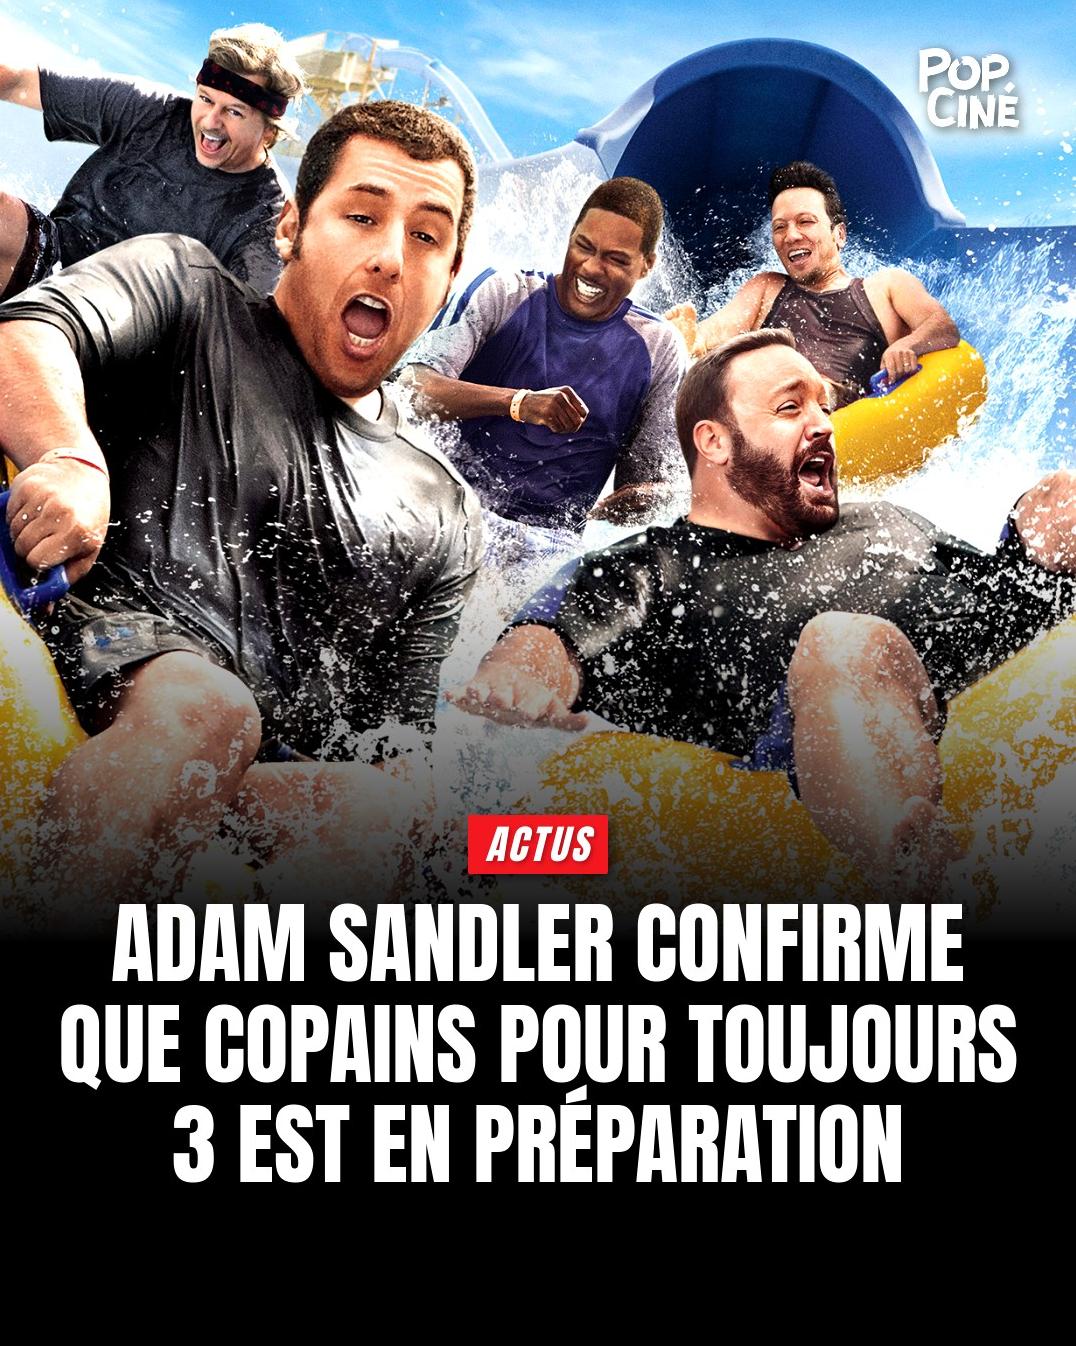 POP.
CINÉ
ACTUS
ADAM SANDLER CONFIRME
QUE COPAINS POUR TOUJOURS
3 EST EN PRÉPARATION